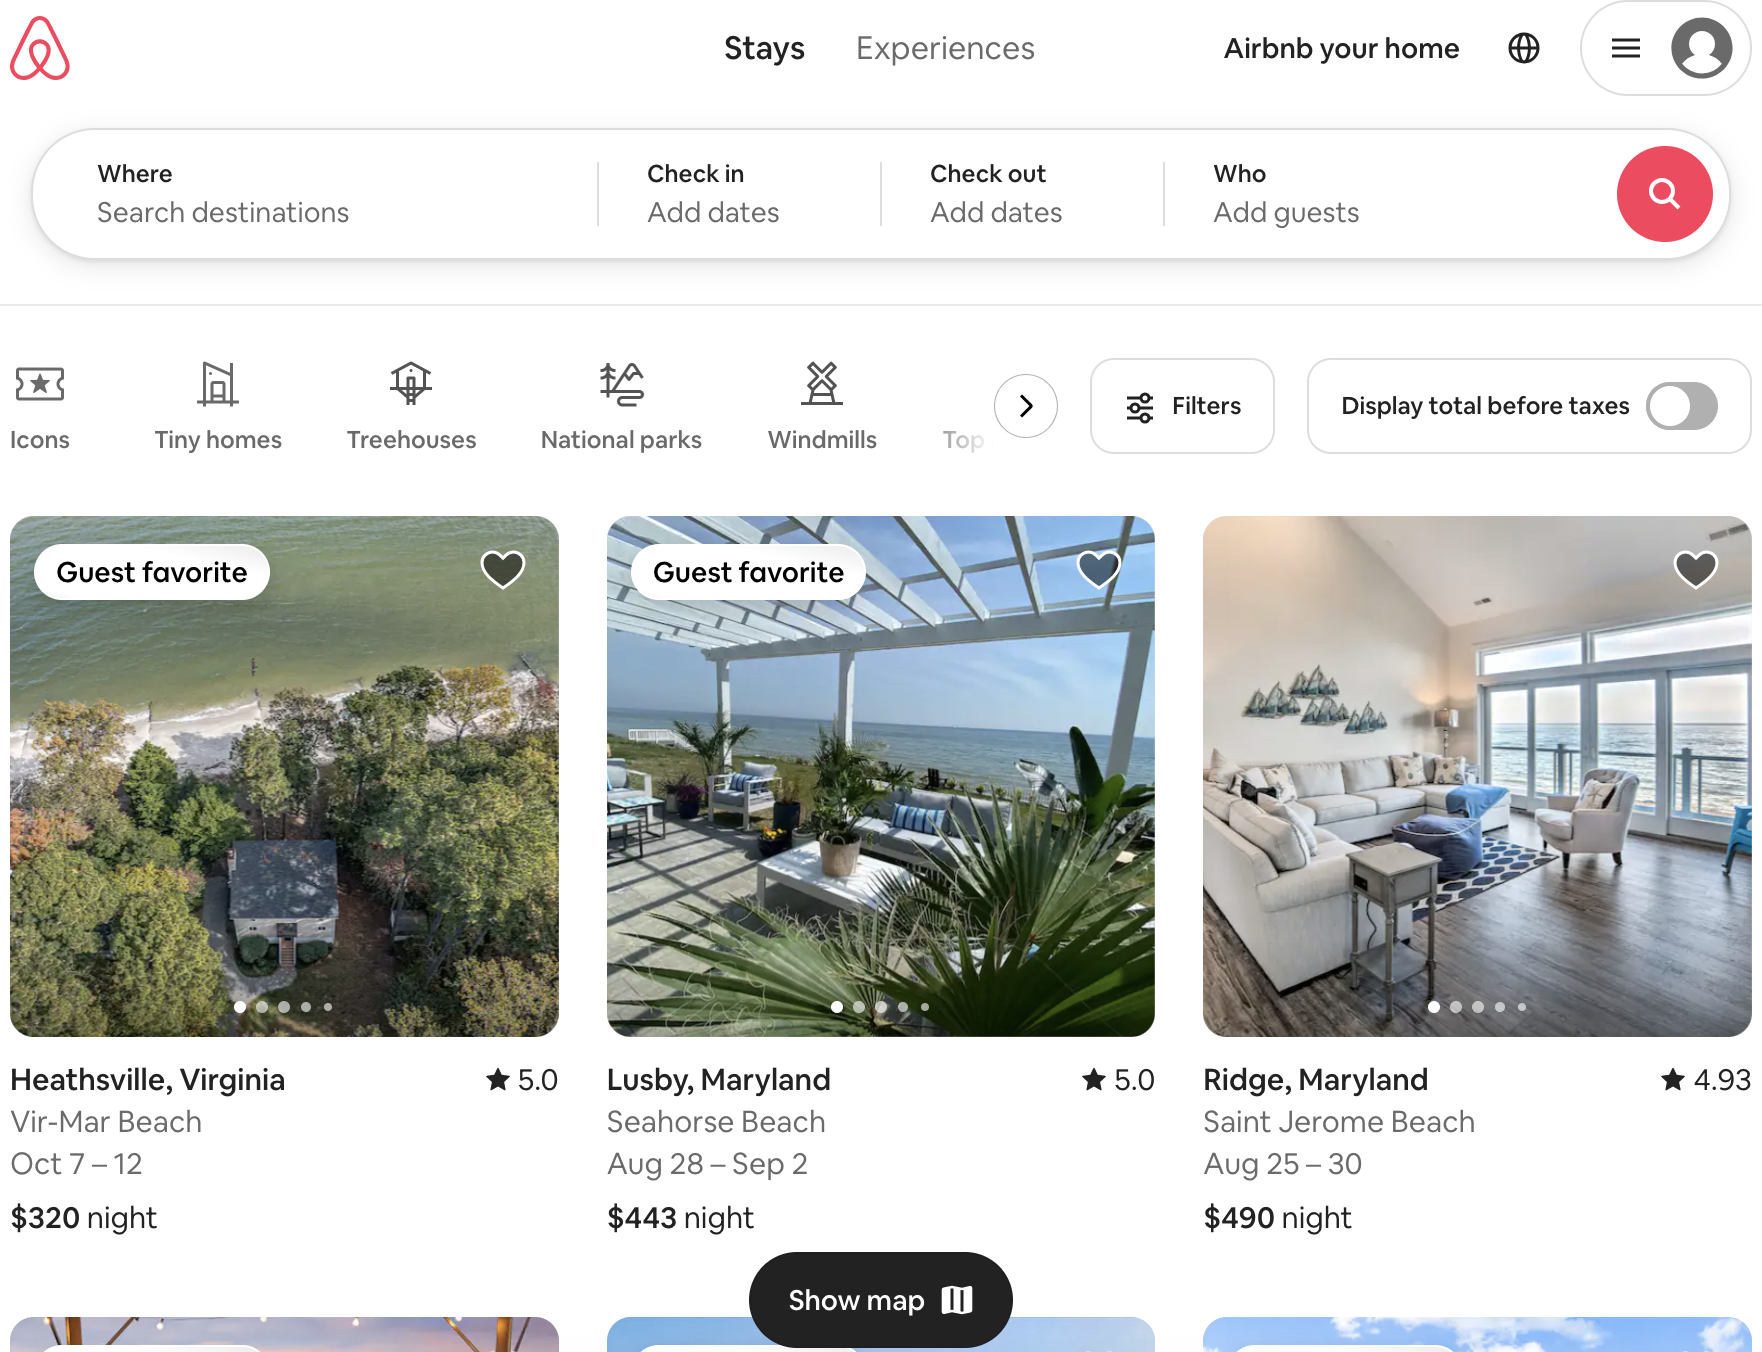 Stays Experiences Airbnb your home
Where Check in Check out Who
Search destinations Add dates Add dates Add guests
Icons Tiny homes Treehouses National parks Windmills Top
Filters Display total before taxes
Guest favorite Guest favorite
Heathsville, Virginia 5.0
Vir-Mar Beach
Oct 7 – 12
$320 night
Lusby, Maryland 5.0
Seahorse Beach
Aug 28 – Sep 2
$443 night
Ridge, Maryland 4.93
Saint Jerome Beach
Aug 25 – 30
$490 night
Show map